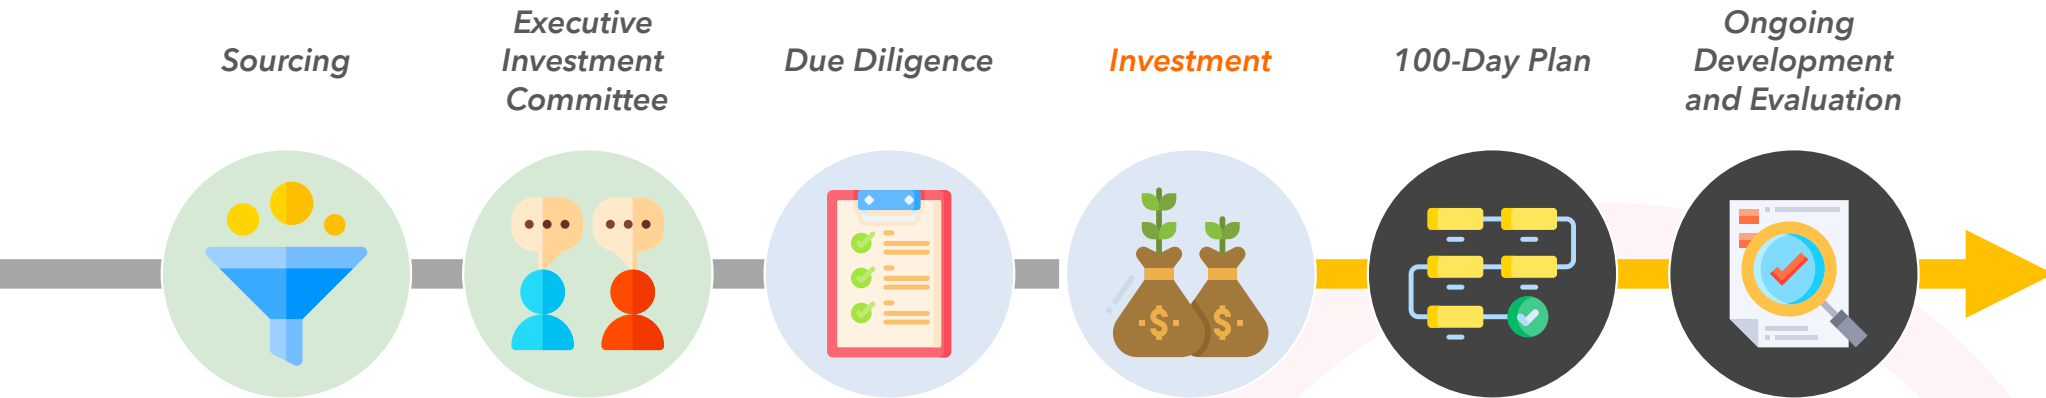 Sourcing
Executive
Investment
Committee
Due Diligence
Investment
100-Day Plan
Ongoing
Development
and Evaluation
$
$